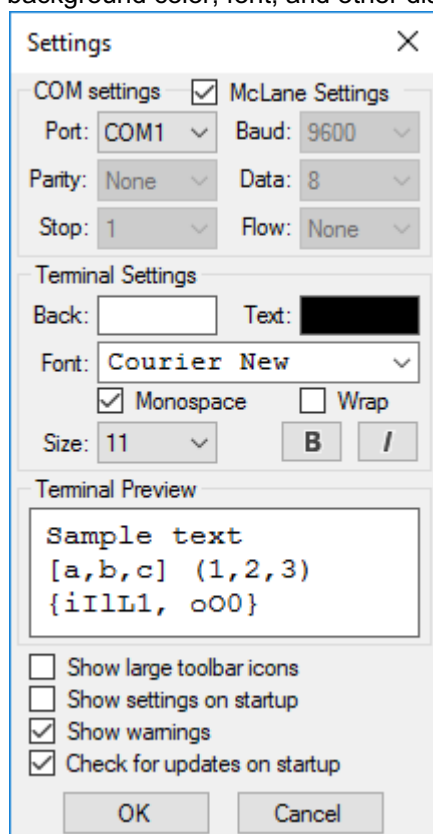 background color, font, and other dis
Settings
COM settings McLane Settings
Port: COM1 Baud: 9600
Parity: None Data: 8
Stop: 1 Flow: None
Terminal Settings
Back: Text:
Font: Courier New
Monospace Wrap
Size: 11 B I
Terminal Preview
Sample text
[a,b,c] (1,2,3)
{iIlL1, oO0}
Show large toolbar icons
Show settings on startup
Show warnings
Check for updates on startup
OK Cancel